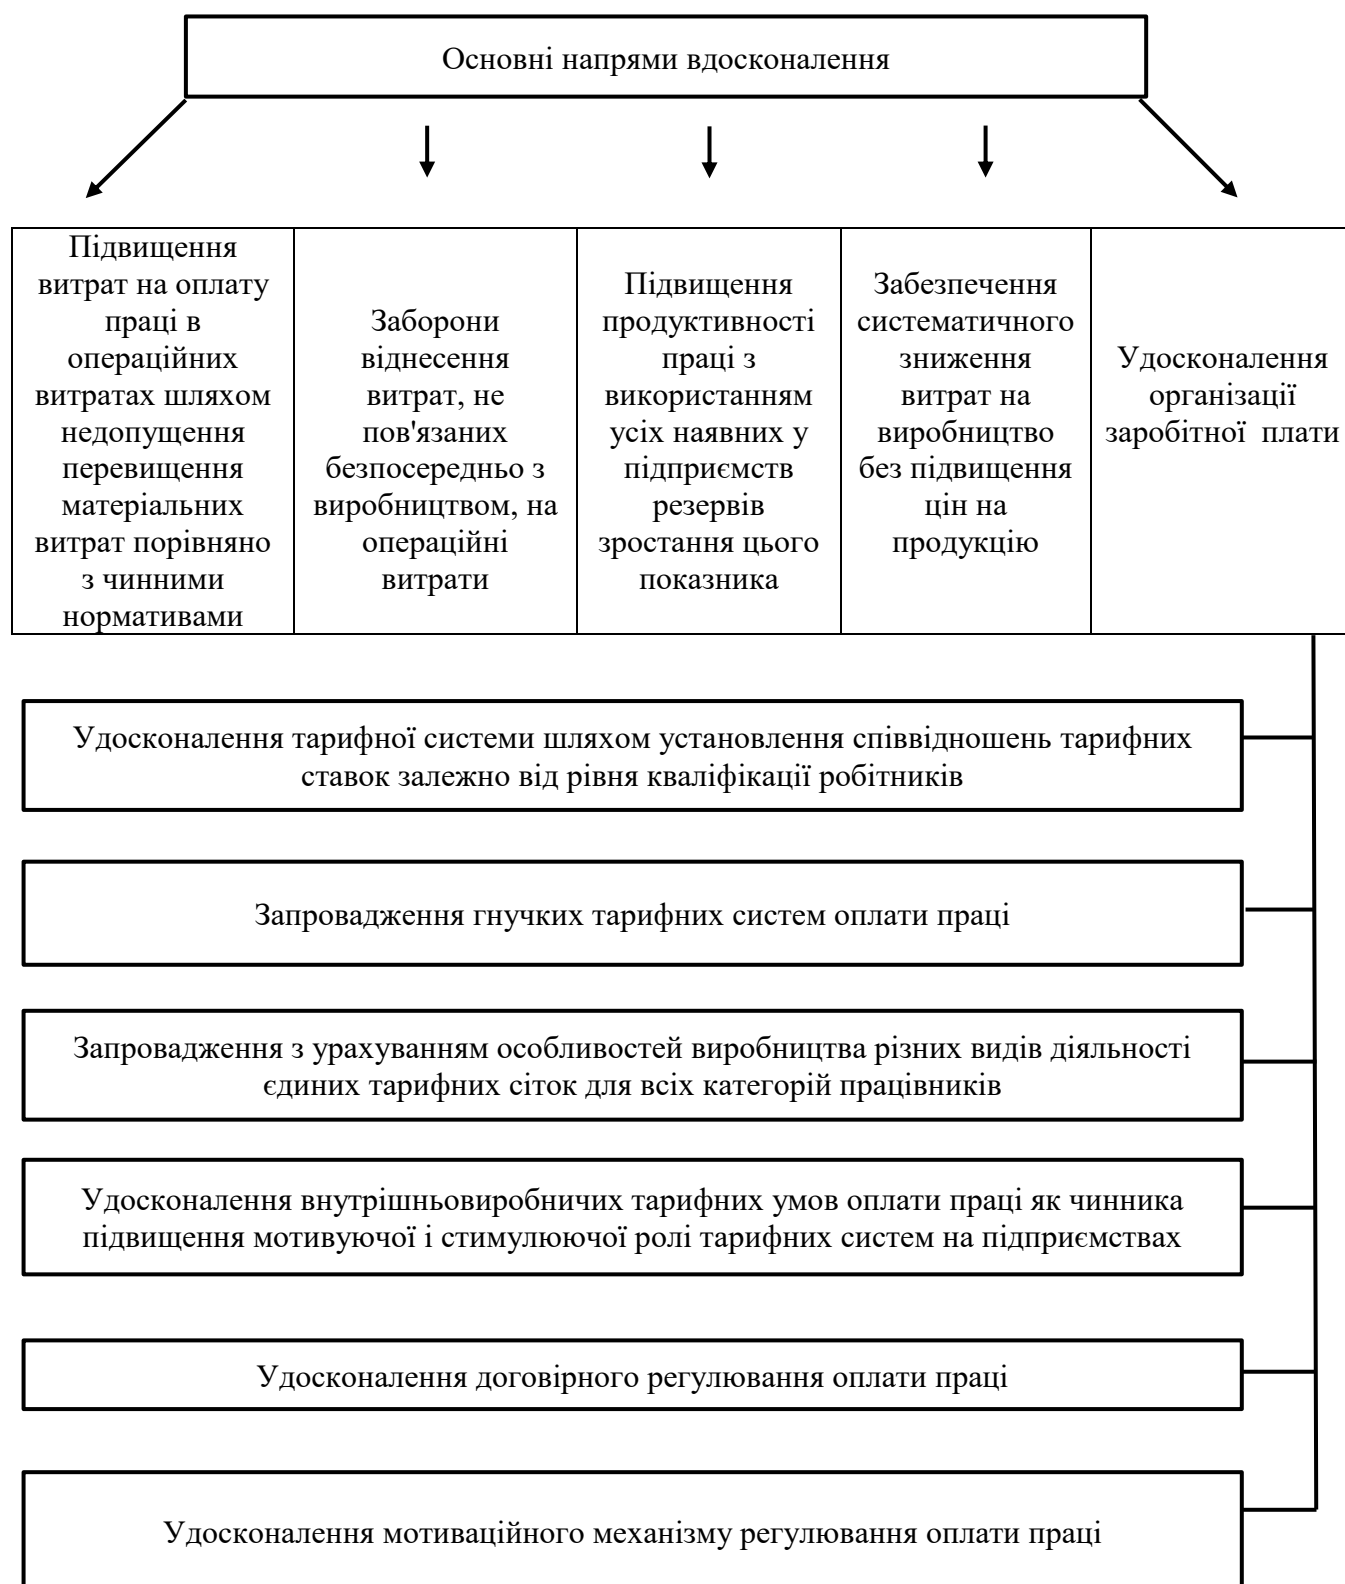 Основні напрями вдосконалення
Підвищення
витрат на оплату
праці в
операційних
витратах шляхом
недопущення
перевищення
матеріальних
витрат порівняно
з чинними
нормативами
Заборони
віднесення
витрат, не
пов'язаних
безпосередньо з
виробництвом, на
операційні
витрати
Підвищення
продуктивності
праці з
використанням
усіх наявних у
підприємств
резервів
зростання цього
показника
Забезпечення
систематичного
зниження
витрат на
виробництво
без підвищення
цін на
продукцію
Удосконалення
організації
заробітної плати
Удосконалення тарифної системи шляхом установлення співвідношень тарифних
ставок залежно від рівня кваліфікації робітників
Запровадження гнучких тарифних систем оплати праці
Запровадження з урахуванням особливостей виробництва різних видів діяльності
єдиних тарифних сіток для всіх категорій працівників
Удосконалення внутрішньовиробничих тарифних умов оплати праці як чинника
підвищення мотивуючої і стимулюючої ролі тарифних систем на підприємствах
Удосконалення договірного регулювання оплати праці
Удосконалення мотиваційного механізму регулювання оплати праці